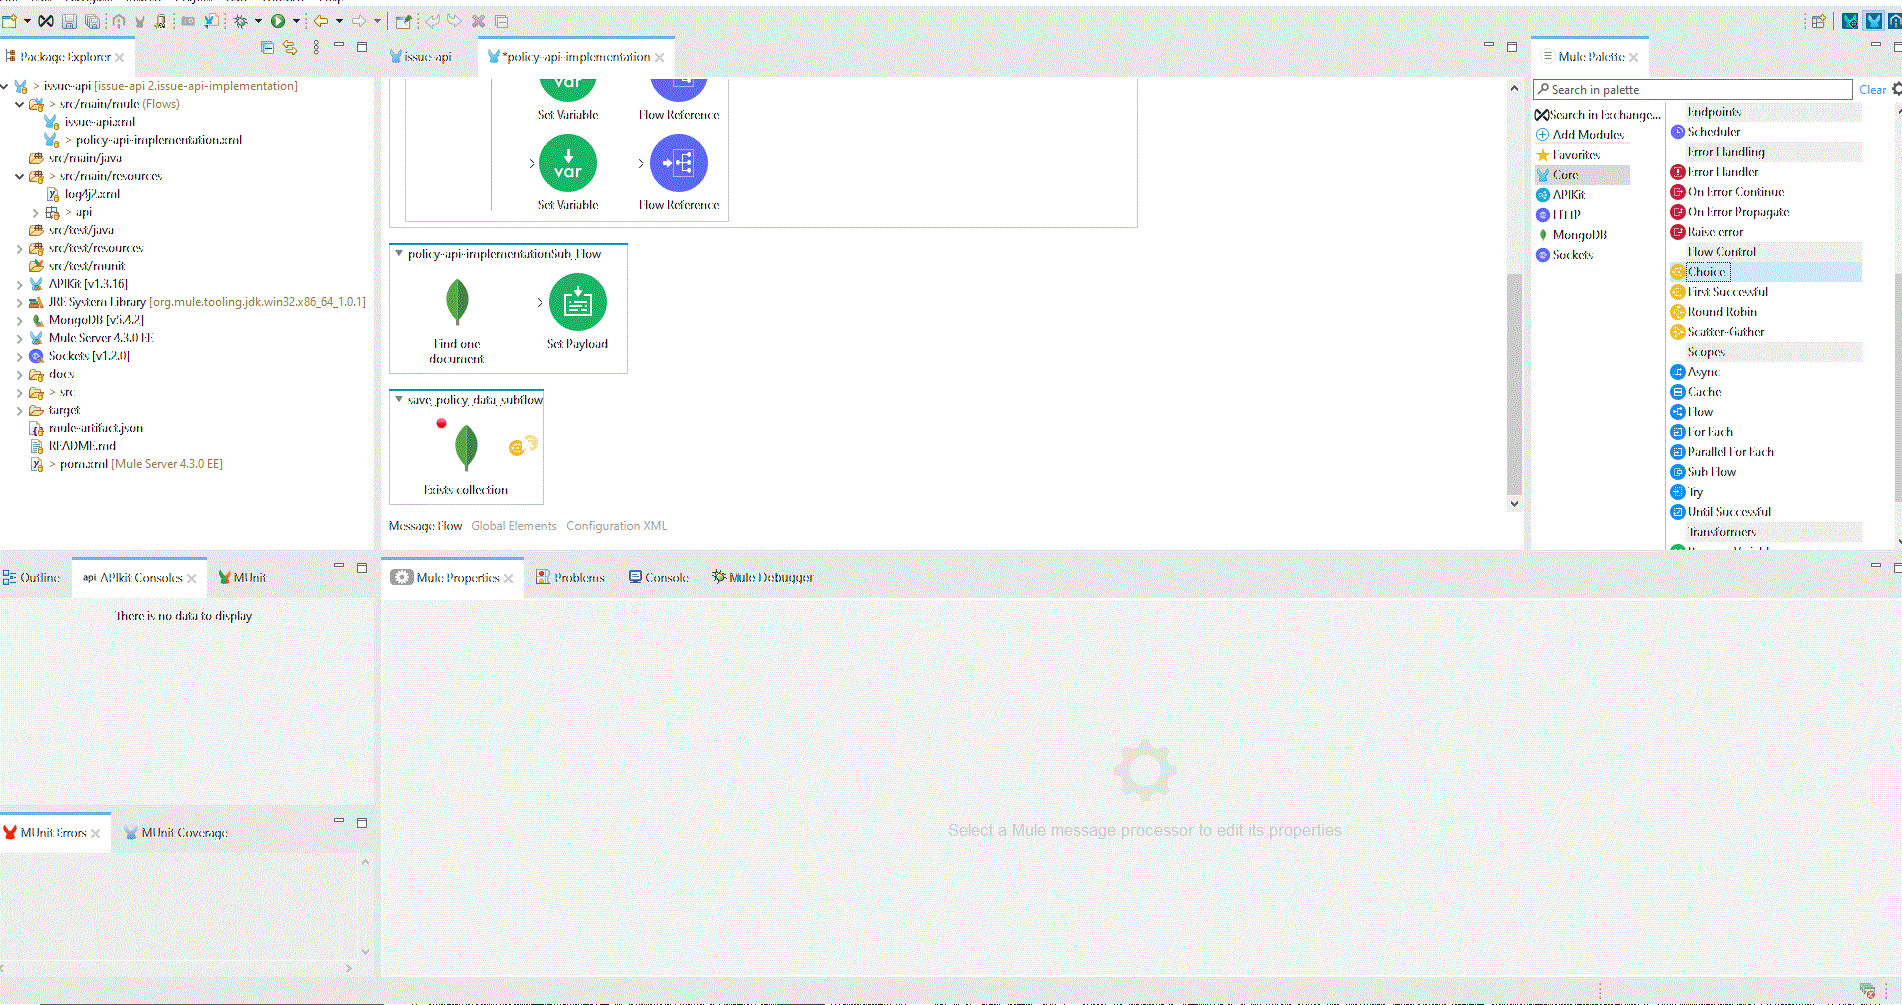 Package Explorer
issue-api
*policy-api-implementation
Mule Palette
> issue-api [issue-api 2.issue-api-implementation]
> src/main/mule (Flows)
issue-api.xml
> policy-api-implementation.xml
src/main/java
> src/main/resources
log4j2.xml
> api
src/test/java
src/test/resources
src/test/munit
APIKit [v1.3.16]
JRE System Library [org.mule.tooling.jdk.win32.x86_64_1.0.1]
MongoDB [v5.4.2]
Mule Server 4.3.0 EE
Sockets [v1.2.0]
docs
> src
target
mule-artifact.json
README.md
> pom.xml [Mule Server 4.3.0 EE]
var
Set Variable
Flow Reference
var
Set Variable
Flow Reference
policy-api-implementationSub_Flow
Find one document
Set Payload
save_policy_data_subflow
Exists collection
Message Flow
Global Elements
Configuration XML
Search in palette
Clear
Search in Exchange...
Add Modules
Favorites
Core
APIKit
HTTP
MongoDB
Sockets
Endpoints
Scheduler
Error Handling
Error Handler
On Error Continue
On Error Propagate
Raise error
Flow Control
Choice
First Successful
Round Robin
Scatter-Gather
Scopes
Async
Cache
Flow
For Each
Parallel For Each
Sub Flow
Try
Until Successful
Transformers
Outline
api APIkit Consoles
MUnit
There is no data to display
Mule Properties
Problems
Console
Mule Debugger
Select a Mule message processor to edit its properties
MUnit Errors
MUnit Coverage